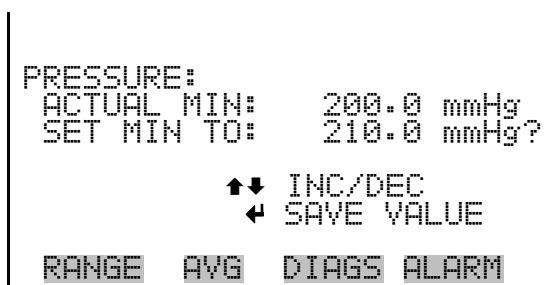 PRESSURE:
ACTUAL MIN: 200.0 mmHg
SET MIN TO: 210.0 mmHg?
INC/DEC
SAVE VALUE
RANGE AVG DIAGS ALARM